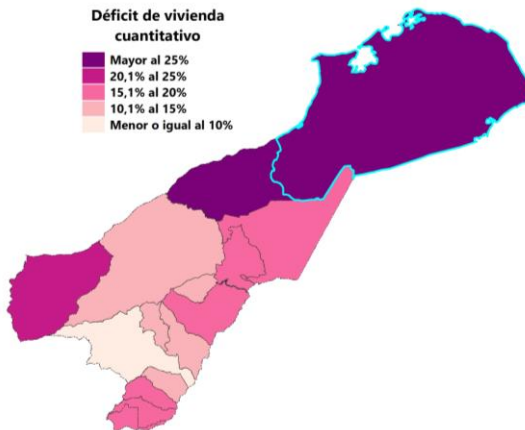 Déficit de vivienda
cuantitativo
Mayor al 25%
20,1% al 25%
15,1% al 20%
10,1% al 15%
Menor o igual al 10%